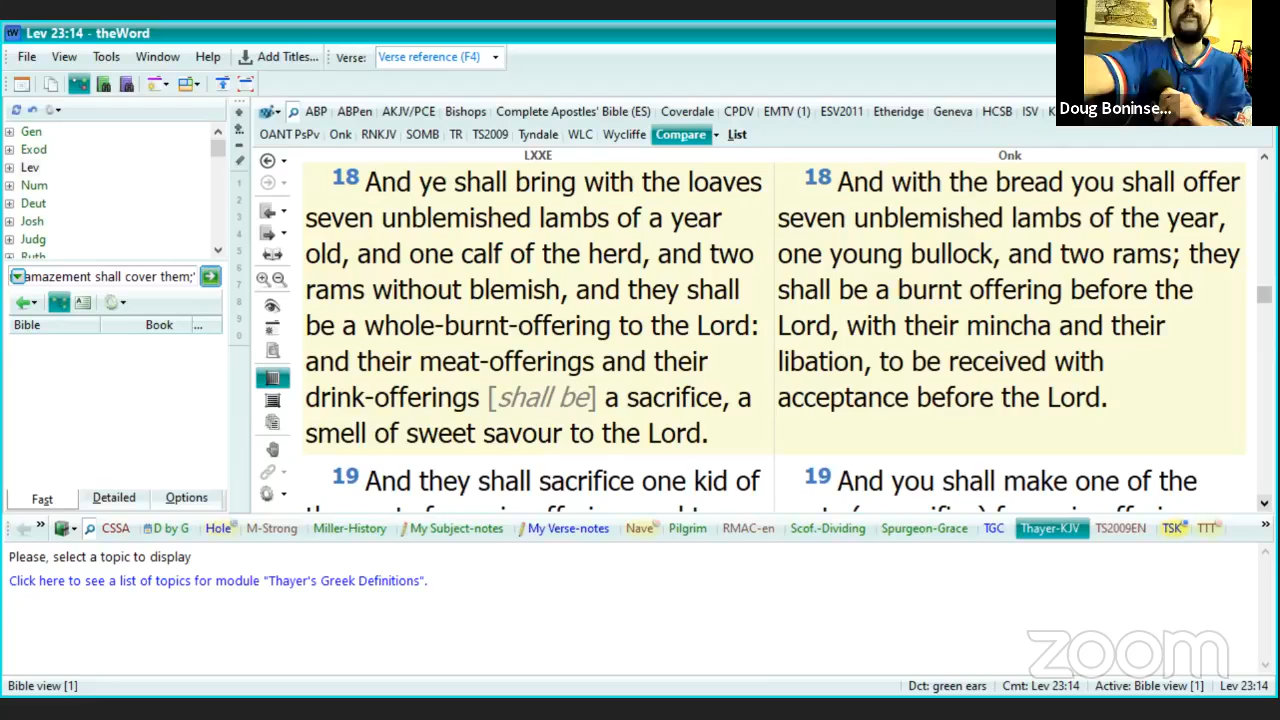 Lev 23:14 - theWord
File View Tools Window Help Add Titles... Verse: Verse reference (F4)
Doug Boninse...
Gen
Exod
Lev
Num
Deut
Josh
Judg
Ruth
amazement shall cover them;'
Bible Book ...
Fast Detailed Options
ABP ABPen AKJV/PCE Bishops Complete Apostles' Bible (ES) Coverdale CPDV EMTV (1) ESV2011 Etheridge Geneva HCSB ISV
OANT PsPv Onk RNKJV SOMB TR TS2009 Tyndale WLC Wycliffe Compare List
LXXE
18 And ye shall bring with the loaves
seven unblemished lambs of a year
old, and one calf of the herd, and two
rams without blemish, and they shall
be a whole-burnt-offering to the Lord:
and their meat-offerings and their
drink-offerings [shall be] a sacrifice, a
smell of sweet savour to the Lord.
19 And they shall sacrifice one kid of
Onk
18 And with the bread you shall offer
seven unblemished lambs of the year,
one young bullock, and two rams; they
shall be a burnt offering before the
Lord, with their mincha and their
libation, to be received with
acceptance before the Lord.
19 And you shall make one of the
CSSA D by G Hole M-Strong Miller-History My Subject-notes My Verse-notes Nave Pilgrim RMAC-en Scof.-Dividing Spurgeon-Grace TGC Thayer-KJV TS2009EN TSK TTT
Please, select a topic to display
Click here to see a list of topics for module "Thayer's Greek Definitions".
zoom
Bible view [1] Dct: green ears Cmt: Lev 23:14 Active: Bible view [1] Lev 23:14